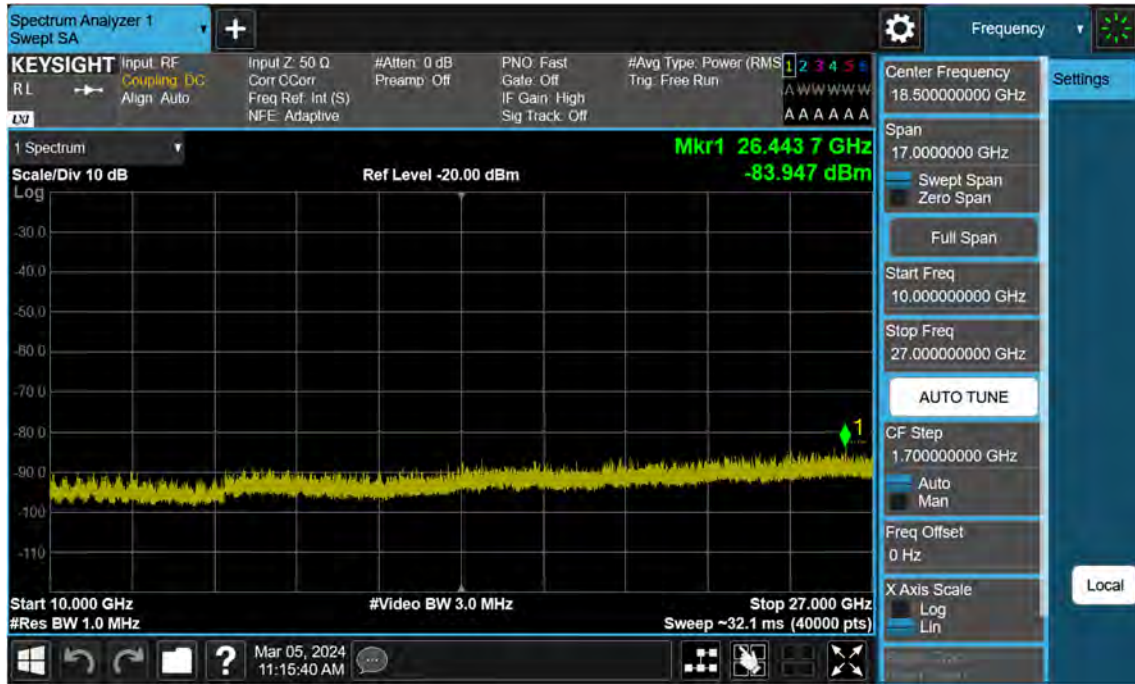 Spectrum Analyzer 1
Swept SA
+
Frequency
KEYSIGHT
RL
LXI
Input: RF
Coupling: DC
Align: Auto
Input Z: 50 Ω
Corr CCorr
Freq Ref: Int (S)
NFE: Adaptive
#Atten: 0 dB
Preamp: Off
PNO: Fast
Gate: Off
IF Gain: High
Sig Track: Off
#Avg Type: Power (RMS
Trig: Free Run
1 2 3 4 5 6
A W W W W W
A A A A A A
Center Frequency
18.500000000 GHz
Settings
1 Spectrum
Mkr1 26.443 7 GHz
-83.947 dBm
Scale/Div 10 dB
Ref Level -20.00 dBm
Log
-30.0
-40.0
-50.0
-60.0
-70.0
-80.0
-90.0
-100
-110
1
Start 10.000 GHz
#Video BW 3.0 MHz
Stop 27.000 GHz
#Res BW 1.0 MHz
Sweep ~32.1 ms (40000 pts)
Span
17.0000000 GHz
Swept Span
Zero Span
Full Span
Start Freq
10.000000000 GHz
Stop Freq
27.000000000 GHz
AUTO TUNE
CF Step
1.700000000 GHz
Auto
Man
Freq Offset
0 Hz
X Axis Scale
Log
Lin
Local
?
Mar 05, 2024
11:15:40 AM